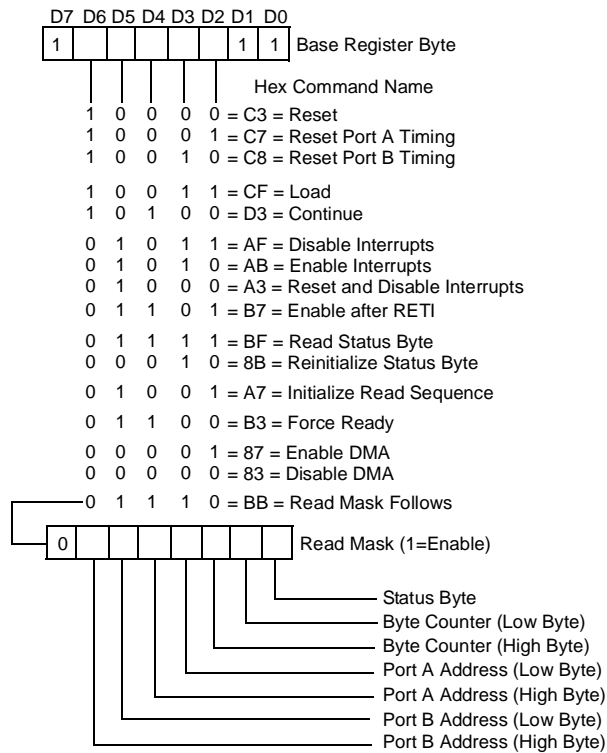 D7 D6 D5 D4 D3 D2 D1 D0
1 1 1 Base Register Byte
Hex Command Name
1 0 0 0 0 = C3 = Reset
1 0 0 0 1 = C7 = Reset Port A Timing
1 0 0 1 0 = C8 = Reset Port B Timing
1 0 0 1 1 = CF = Load
1 0 1 0 0 = D3 = Continue
0 1 0 1 1 = AF = Disable Interrupts
0 1 0 1 0 = AB = Enable Interrupts
0 1 0 0 0 = A3 = Reset and Disable Interrupts
0 1 1 0 1 = B7 = Enable after RETI
0 1 1 1 1 = BF = Read Status Byte
0 0 0 1 0 = 8B = Reinitialize Status Byte
0 1 0 0 1 = A7 = Initialize Read Sequence
0 1 1 0 0 = B3 = Force Ready
0 0 0 0 1 = 87 = Enable DMA
0 0 0 0 0 = 83 = Disable DMA
0 1 1 1 0 = BB = Read Mask Follows
0 Read Mask (1=Enable)
Status Byte
Byte Counter (Low Byte)
Byte Counter (High Byte)
Port A Address (Low Byte)
Port A Address (High Byte)
Port B Address (Low Byte)
Port B Address (High Byte)